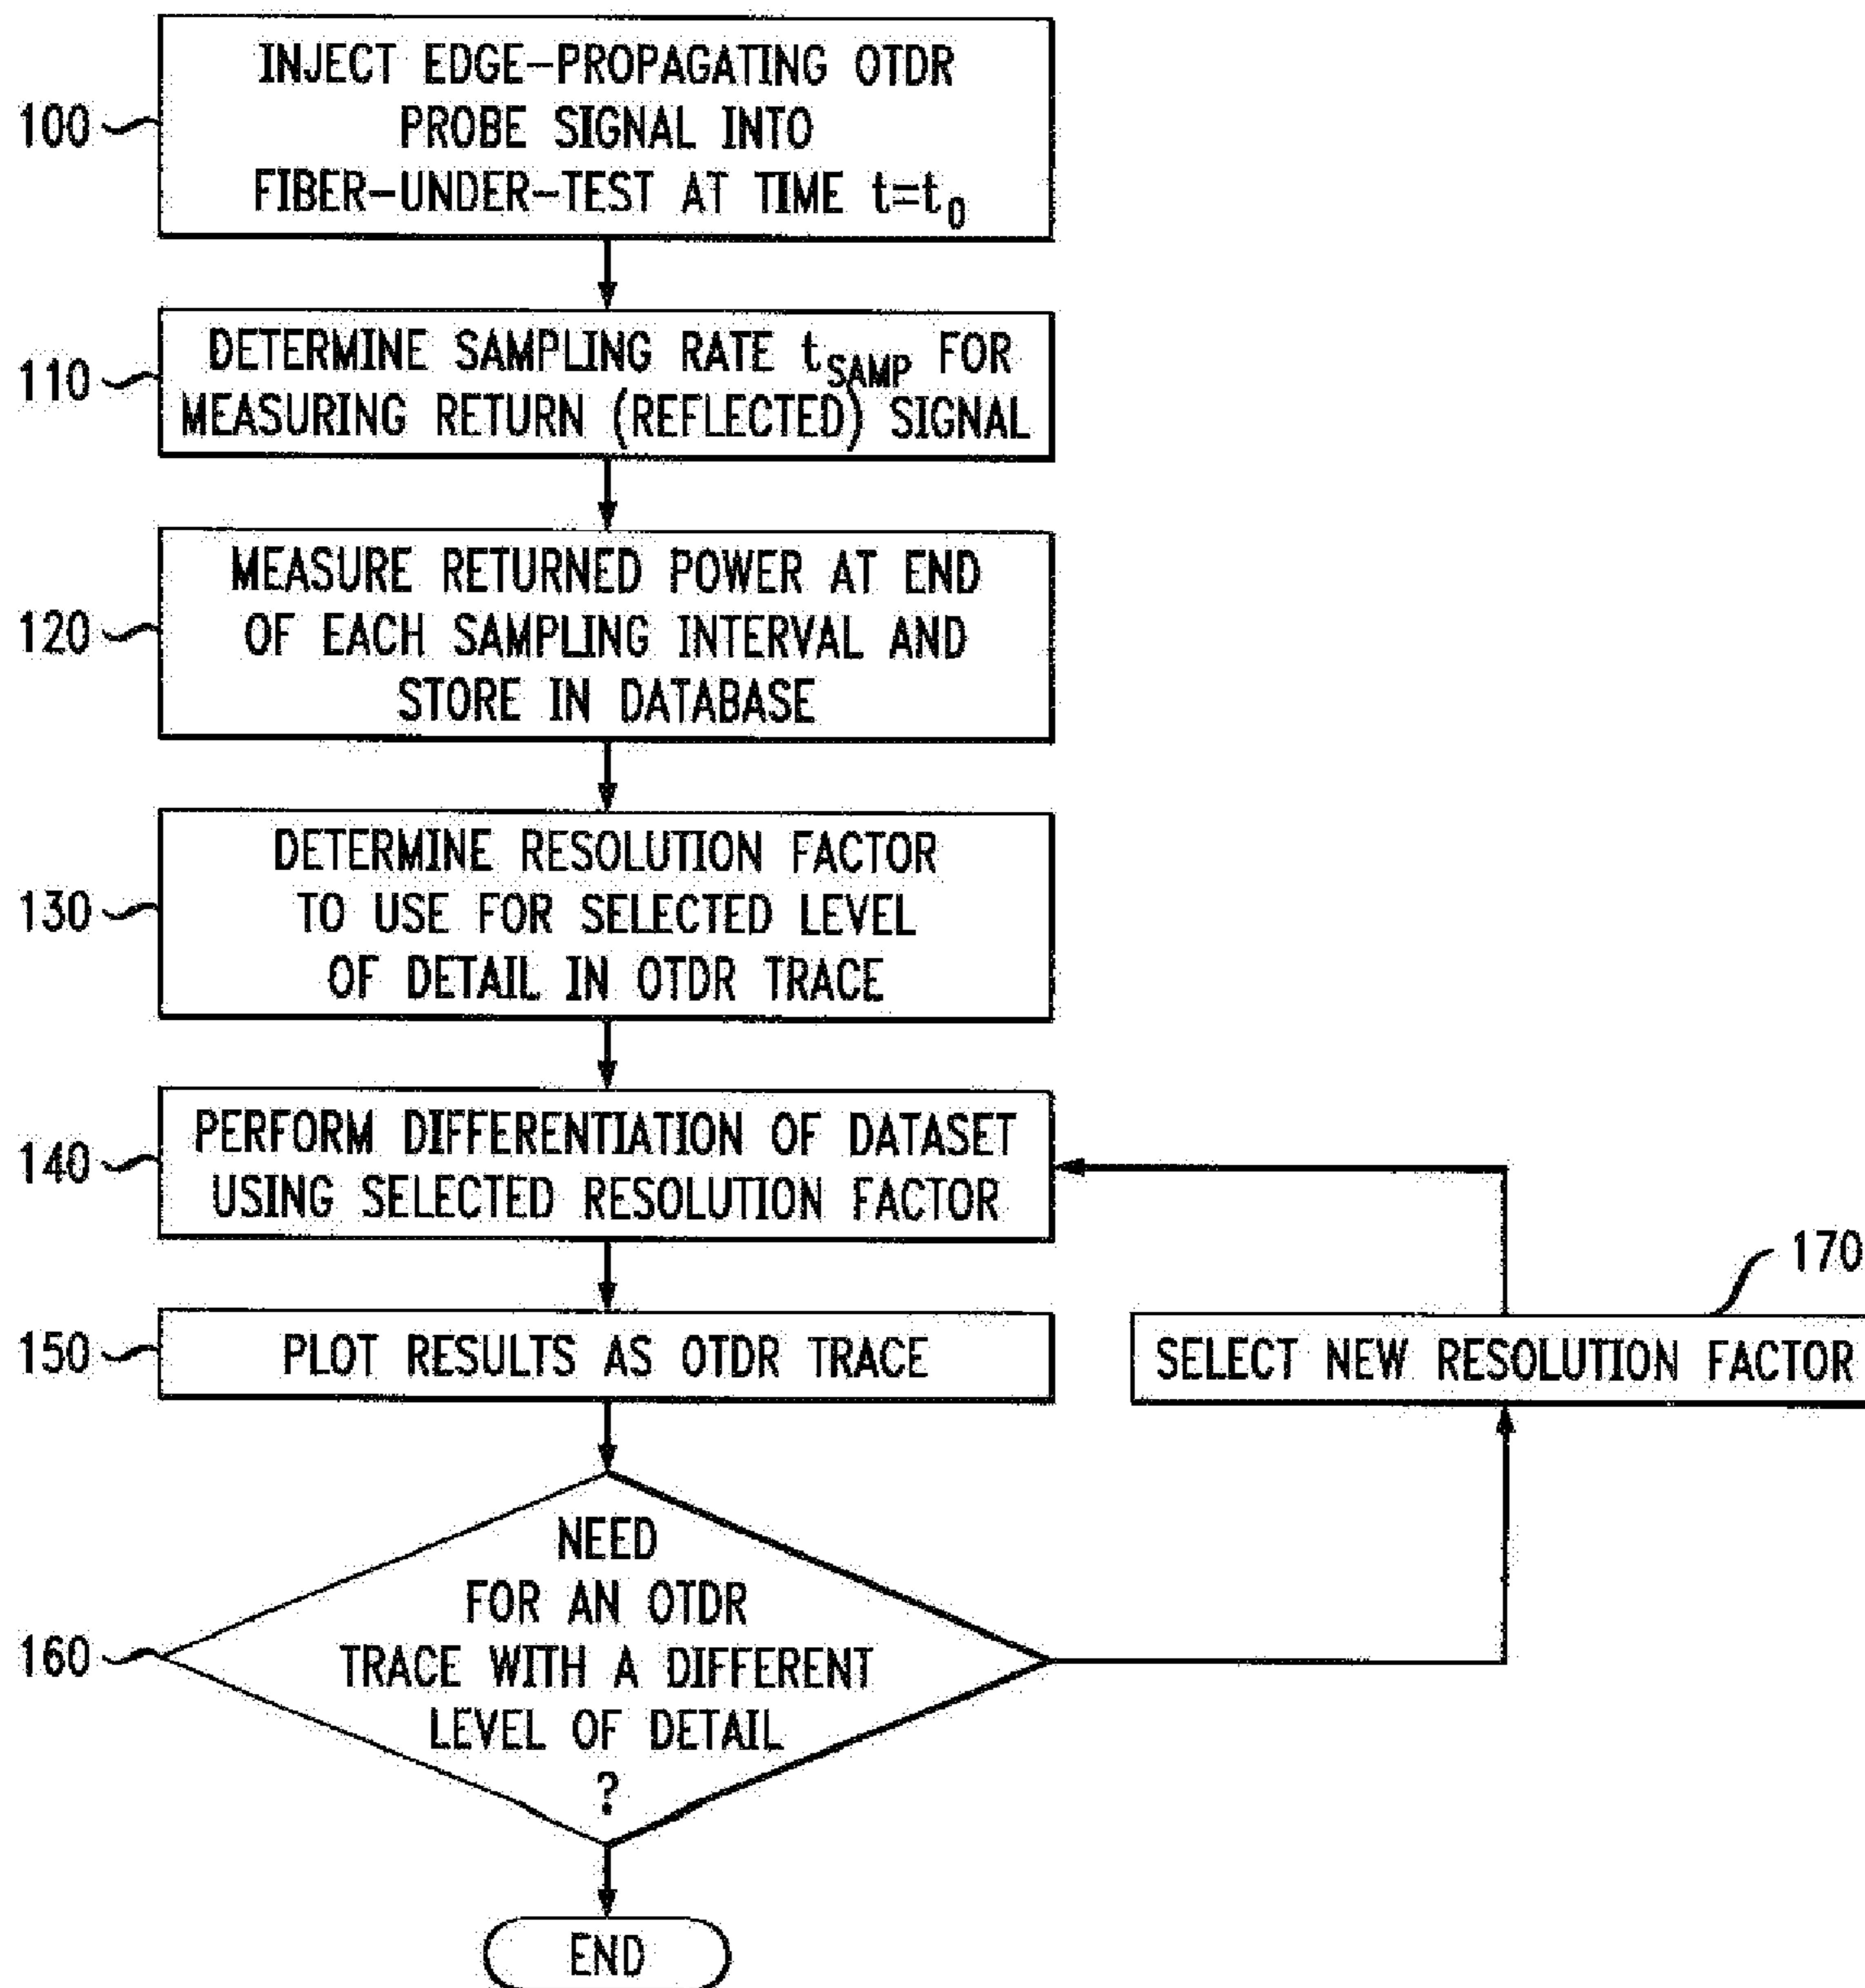 INJECT EDGE-PROPAGATING OTDR
PROBE SIGNAL INTO
FIBER-UNDER-TEST AT TIME t=t0
100
DETERMINE SAMPLING RATE tSAMP FOR
MEASURING RETURN (REFLECTED) SIGNAL
110
MEASURE RETURNED POWER AT END
OF EACH SAMPLING INTERVAL AND
STORE IN DATABASE
120
DETERMINE RESOLUTION FACTOR
TO USE FOR SELECTED LEVEL
OF DETAIL IN OTDR TRACE
130
PERFORM DIFFERENTIATION OF DATASET
USING SELECTED RESOLUTION FACTOR
140
170
PLOT RESULTS AS OTDR TRACE
150
SELECT NEW RESOLUTION FACTOR
NEED
FOR AN OTDR
TRACE WITH A DIFFERENT
LEVEL OF DETAIL
?
160
END